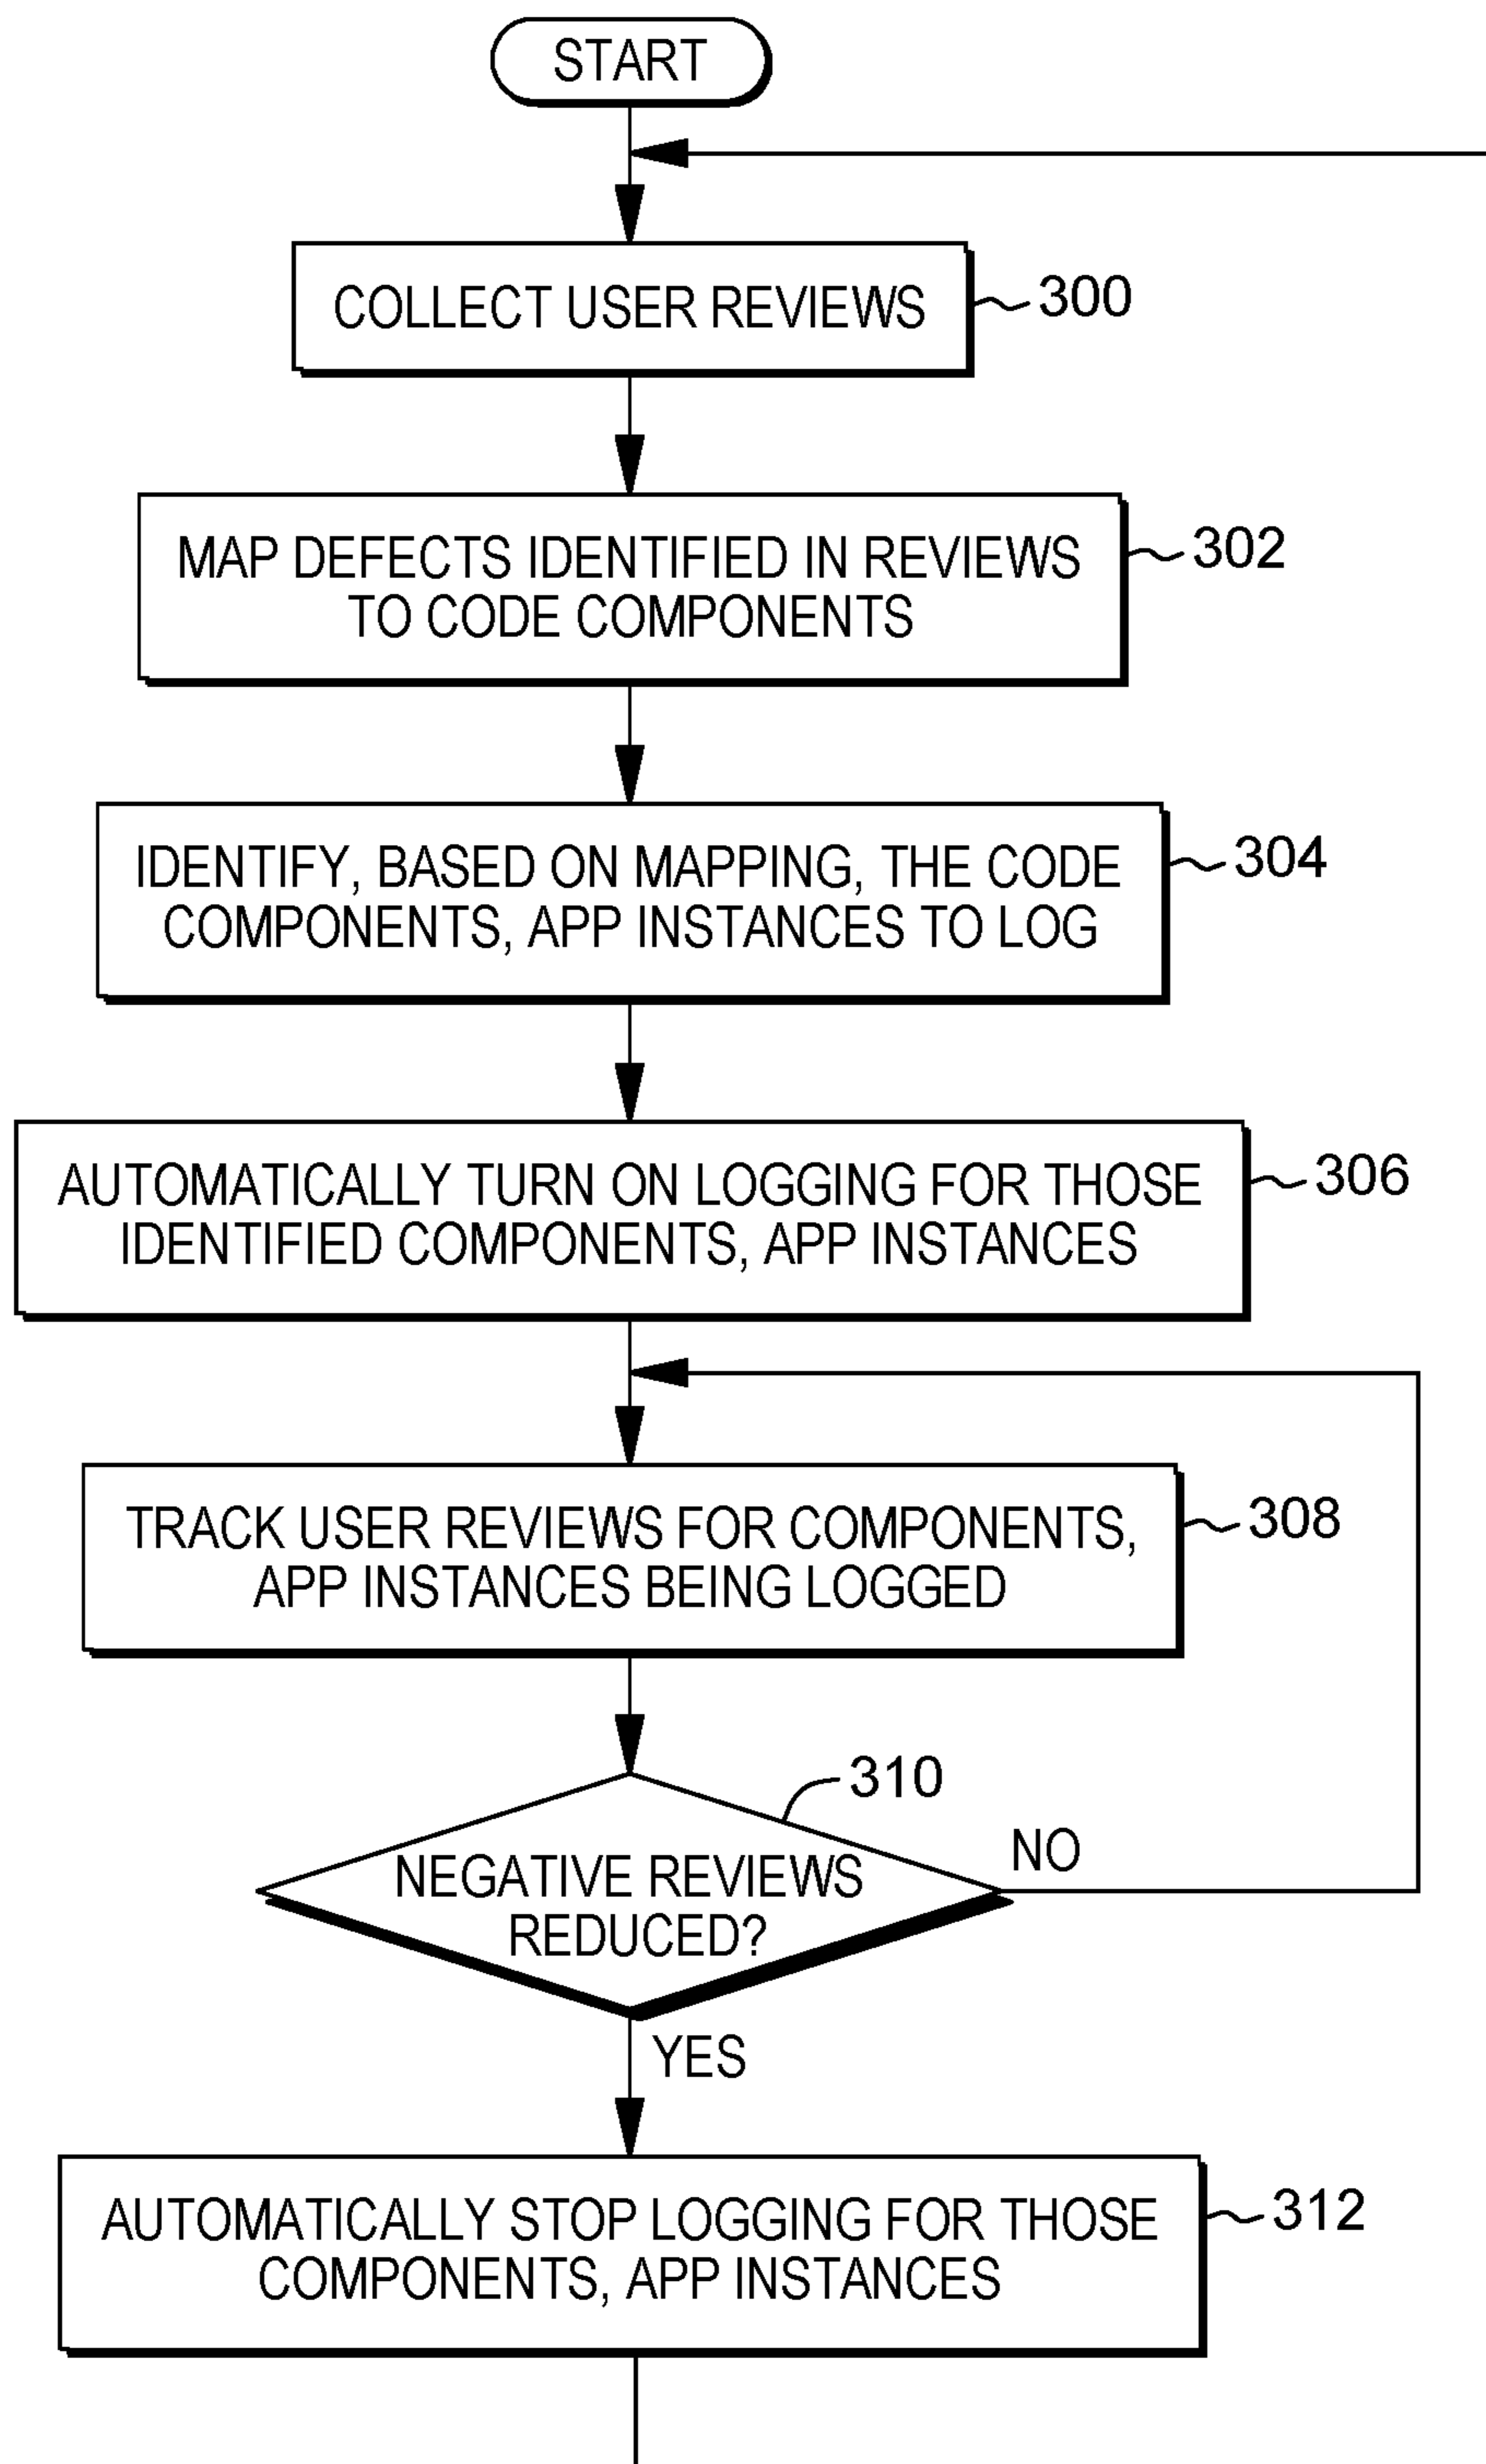 START
COLLECT USER REVIEWS
300
MAP DEFECTS IDENTIFIED IN REVIEWS
TO CODE COMPONENTS
302
IDENTIFY, BASED ON MAPPING, THE CODE
COMPONENTS, APP INSTANCES TO LOG
304
AUTOMATICALLY TURN ON LOGGING FOR THOSE
IDENTIFIED COMPONENTS, APP INSTANCES
306
TRACK USER REVIEWS FOR COMPONENTS,
APP INSTANCES BEING LOGGED
308
310
NEGATIVE REVIEWS
REDUCED?
NO
YES
AUTOMATICALLY STOP LOGGING FOR THOSE
COMPONENTS, APP INSTANCES
312